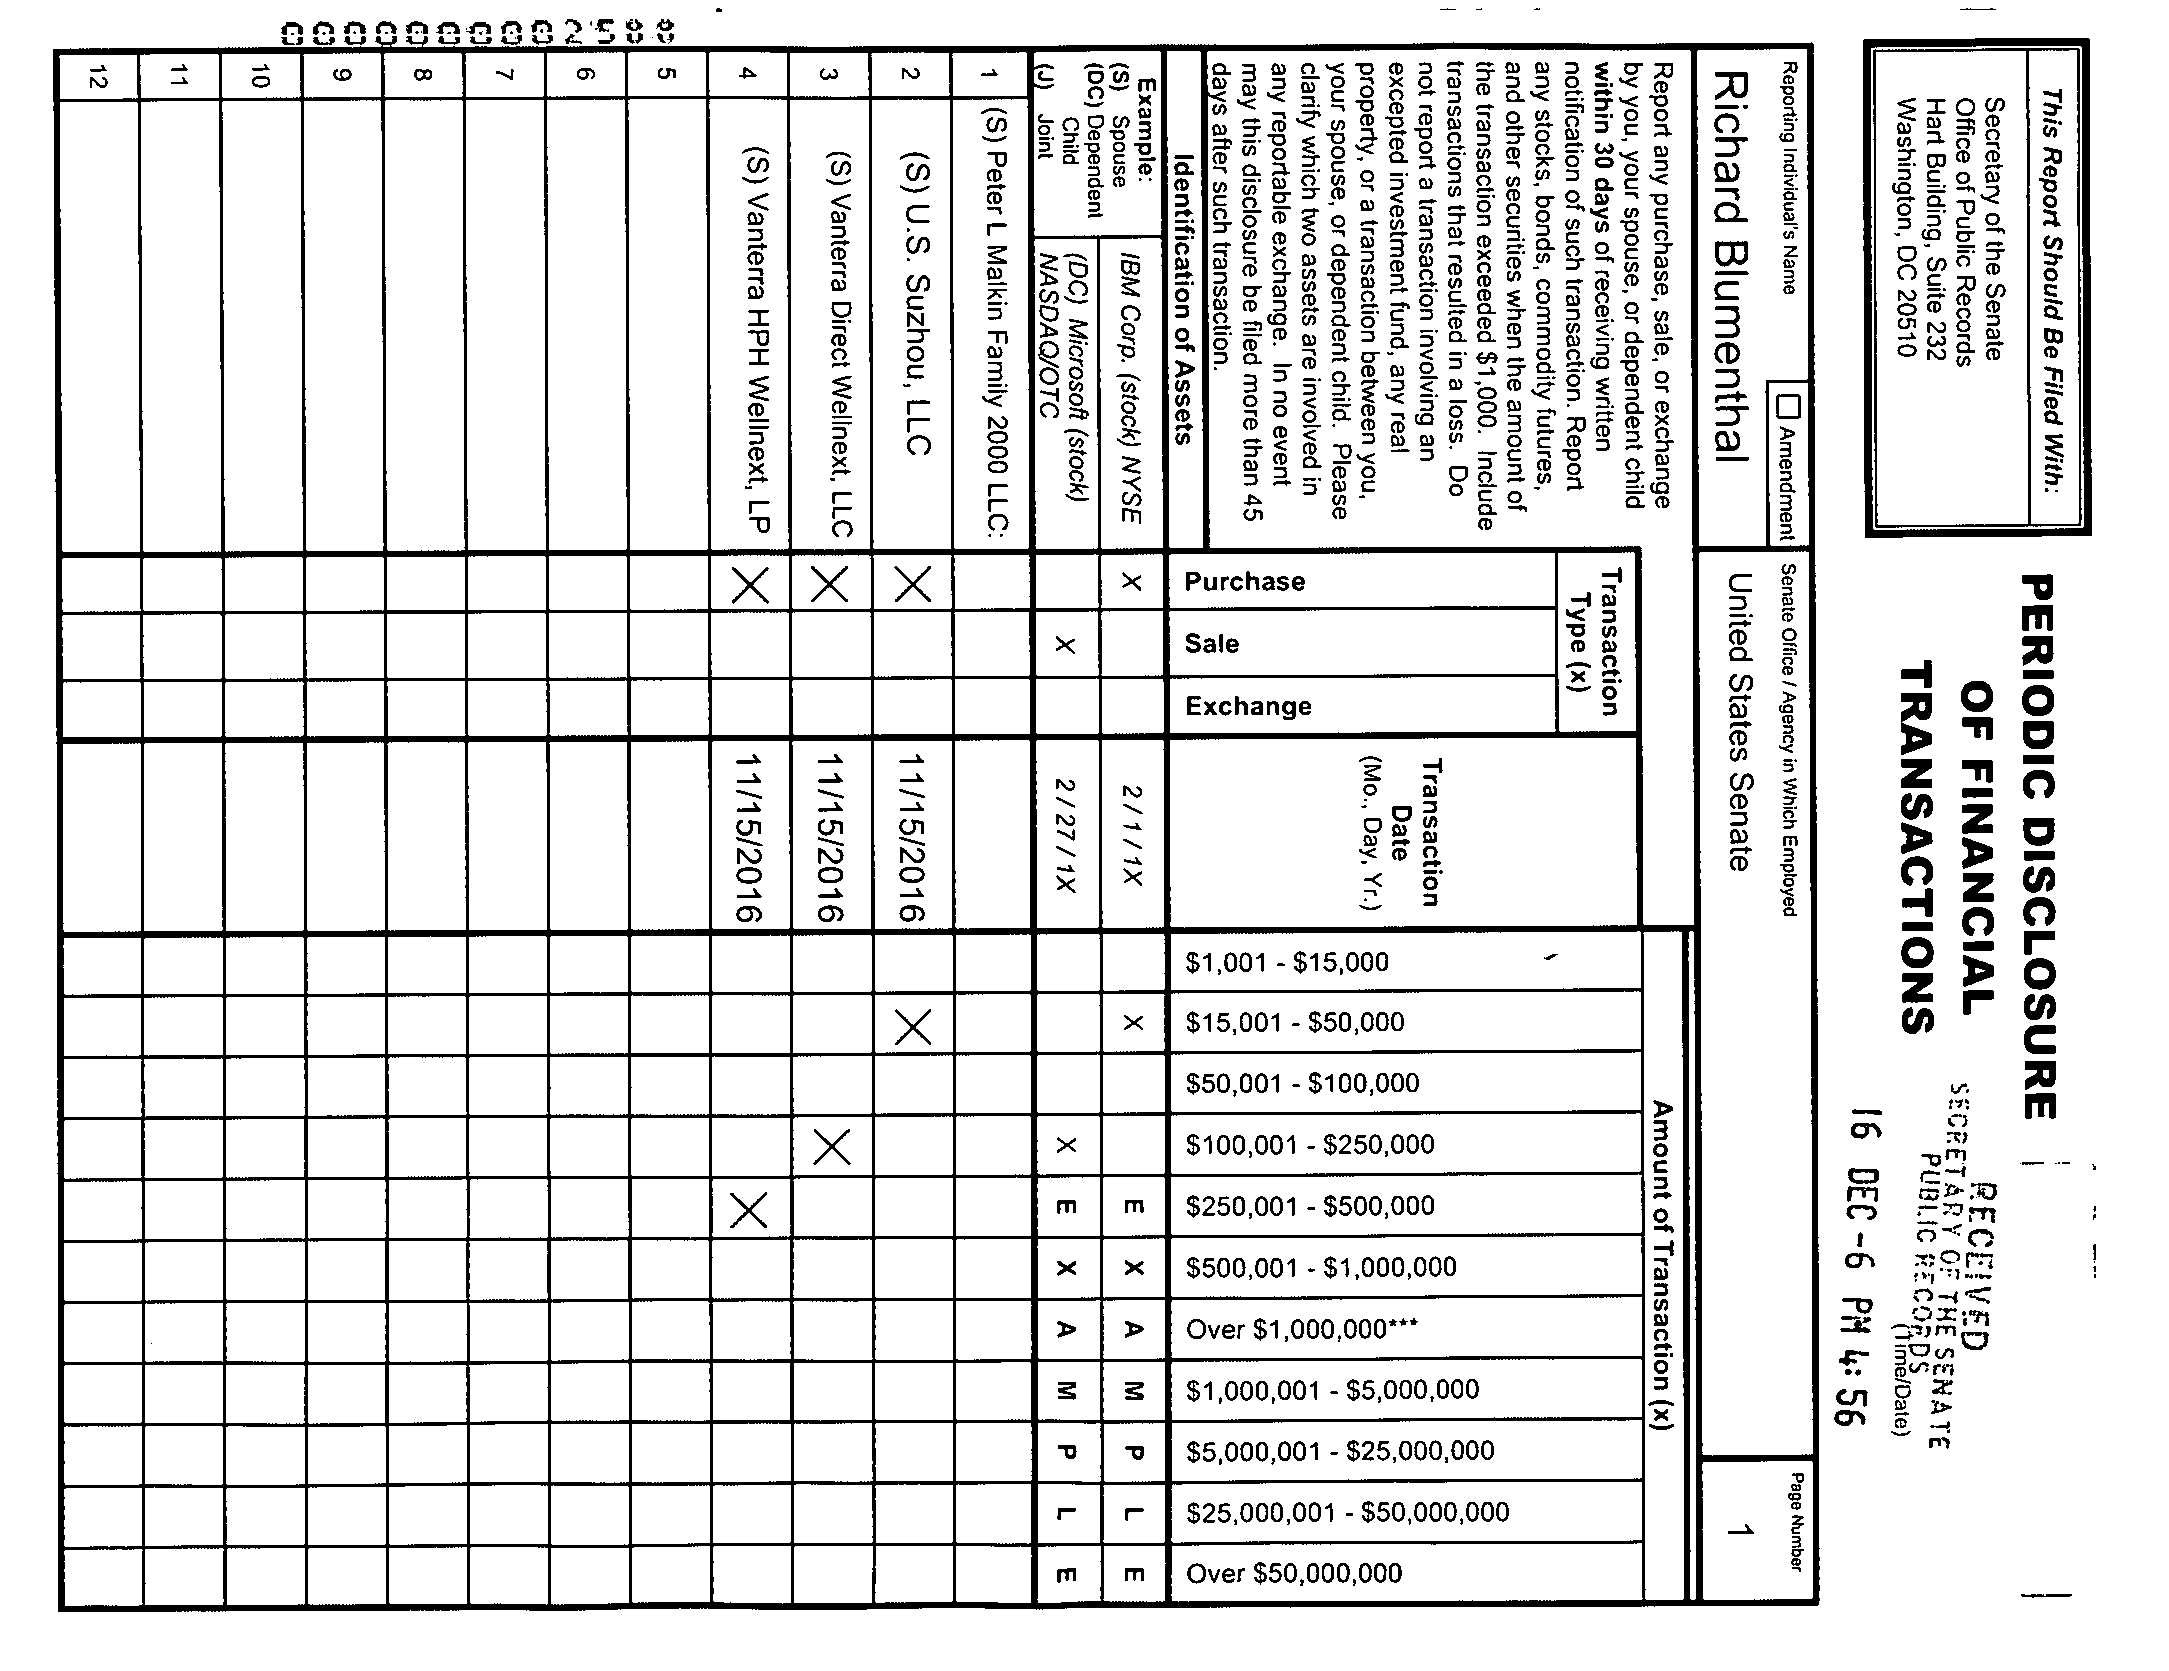 This Report Should Be Filed With:
Secretary of the Senate
Office of Public Records
Hart Building, Suite 232
Washington, DC 20510
PERIODIC DISCLOSURE
OF FINANCIAL
TRANSACTIONS
RECEIVED
SECRETARY OF THE SENATE
PUBLIC RECORDS
(Time/Date)
16 DEC -6 PM 4:56
Reporting Individual's Name
Amendment
Richard Blumenthal
Senate Office / Agency in Which Employed
United States Senate
Page Number
1
Report any purchase, sale, or exchange
by you, your spouse, or dependent child
within 30 days of receiving written
notification of such transaction. Report
any stocks, bonds, commodity futures,
and other securities when the amount of
the transaction exceeded $1,000. Include
transactions that resulted in a loss. Do
not report a transaction involving an
excepted investment fund, any real
property, or a transaction between you,
your spouse, or dependent child. Please
clarify which two assets are involved in
any reportable exchange. In no event
may this disclosure be filed more than 45
days after such transaction.
Identification of Assets
Transaction
Type (x)
Purchase
Sale
Exchange
Transaction
Date
(Mo., Day, Yr.)
Amount of Transaction (x)
$1,001 - $15,000
$15,001 - $50,000
$50,001 - $100,000
$100,001 - $250,000
$250,001 - $500,000
$500,001 - $1,000,000
Over $1,000,000***
$1,000,001 - $5,000,000
$5,000,001 - $25,000,000
$25,000,001 - $50,000,000
Over $50,000,000
Example:
(S) Spouse
(DC) Dependent
Child
(J) Joint
IBM Corp. (stock) NYSE X 2 / 1 / 1X X E X A M P L E
(DC) Microsoft (stock)
NASDAQ/OTC X 2 / 27 / 1X X E X A M P L E
1 (S) Peter L Malkin Family 2000 LLC:
2 (S) U.S. Suzhou, LLC X 11/15/2016 X
3 (S) Vanterra Direct Wellnext, LLC X 11/15/2016 X
4 (S) Vanterra HPH Wellnext, LP X 11/15/2016 X
5
6
7
8
9
10
11
12